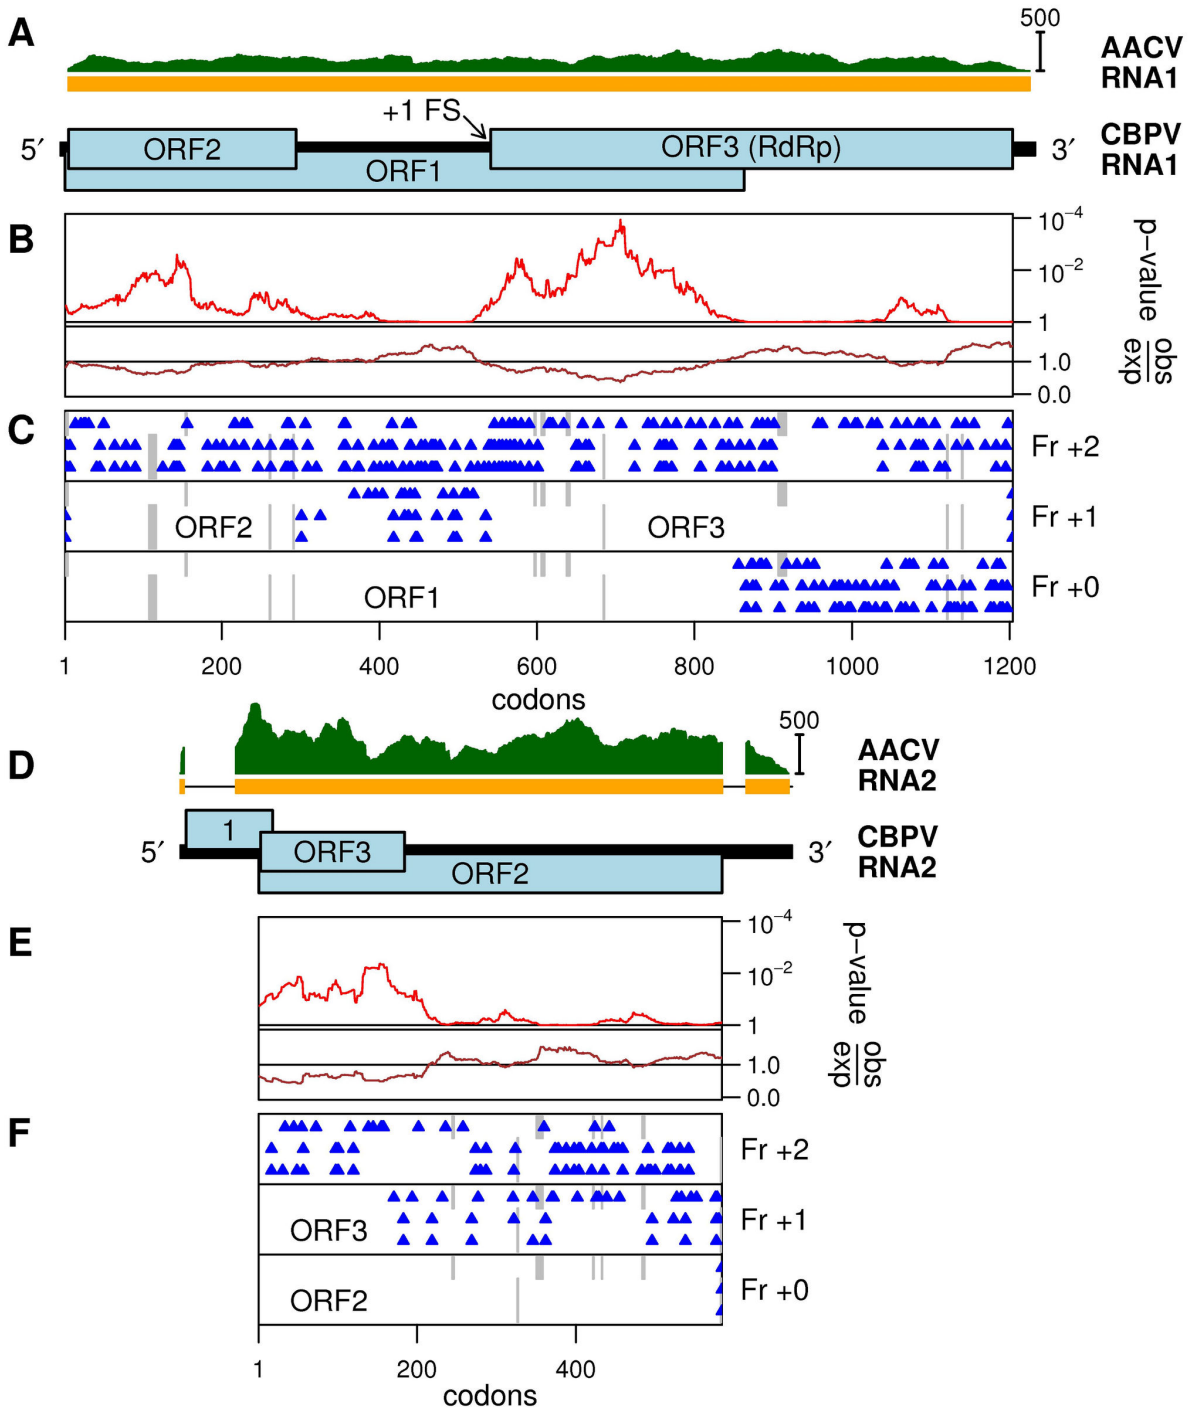 A
500
AACV
RNA1
+1 FS
5′
ORF2
ORF3 (RdRp)
ORF1
3′
CBPV
RNA1
B
10−4
10−2
1
p−value
1.0
0.0
obs
exp
C
Fr +2
ORF2
ORF3
Fr +1
ORF1
Fr +0
1
200
400
600
800
1000
1200
codons
D
500
AACV
RNA2
1
5′
ORF3
ORF2
3′
CBPV
RNA2
E
10−4
10−2
1
p−value
1.0
0.0
obs
exp
F
Fr +2
ORF3
Fr +1
ORF2
Fr +0
1
200
400
codons